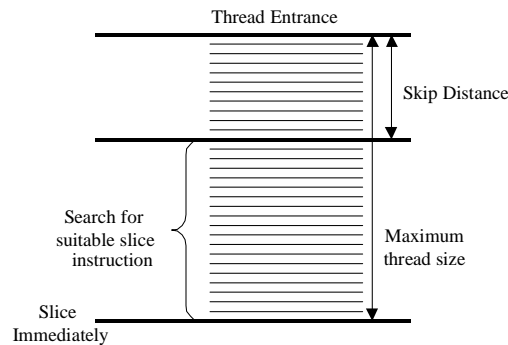 Thread Entrance
Skip Distance
Search for
suitable slice
instruction
Maximum
thread size
Slice
Immediately